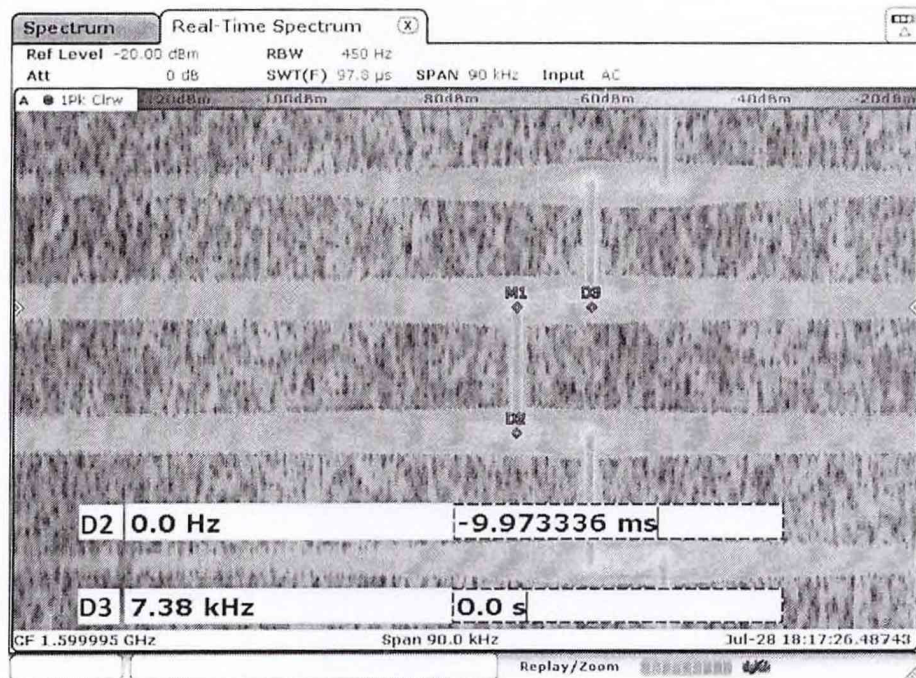 Spectrum Real-Time Spectrum X
Ref Level -20.00 dBm RBW 450 Hz
Att 0 dB SWT(F) 97.8 µs SPAN 90 kHz Input AC
A 1Pk Clrw -120dBm -100dBm -80dBm -60dBm -40dBm -20dBm
M1 D3
D2
D2 0.0 Hz -9.973336 ms
D3 7.38 kHz 0.0 s
CF 1.599995 GHz Span 90.0 kHz Jul-28 18:17:26.48743
Replay/Zoom